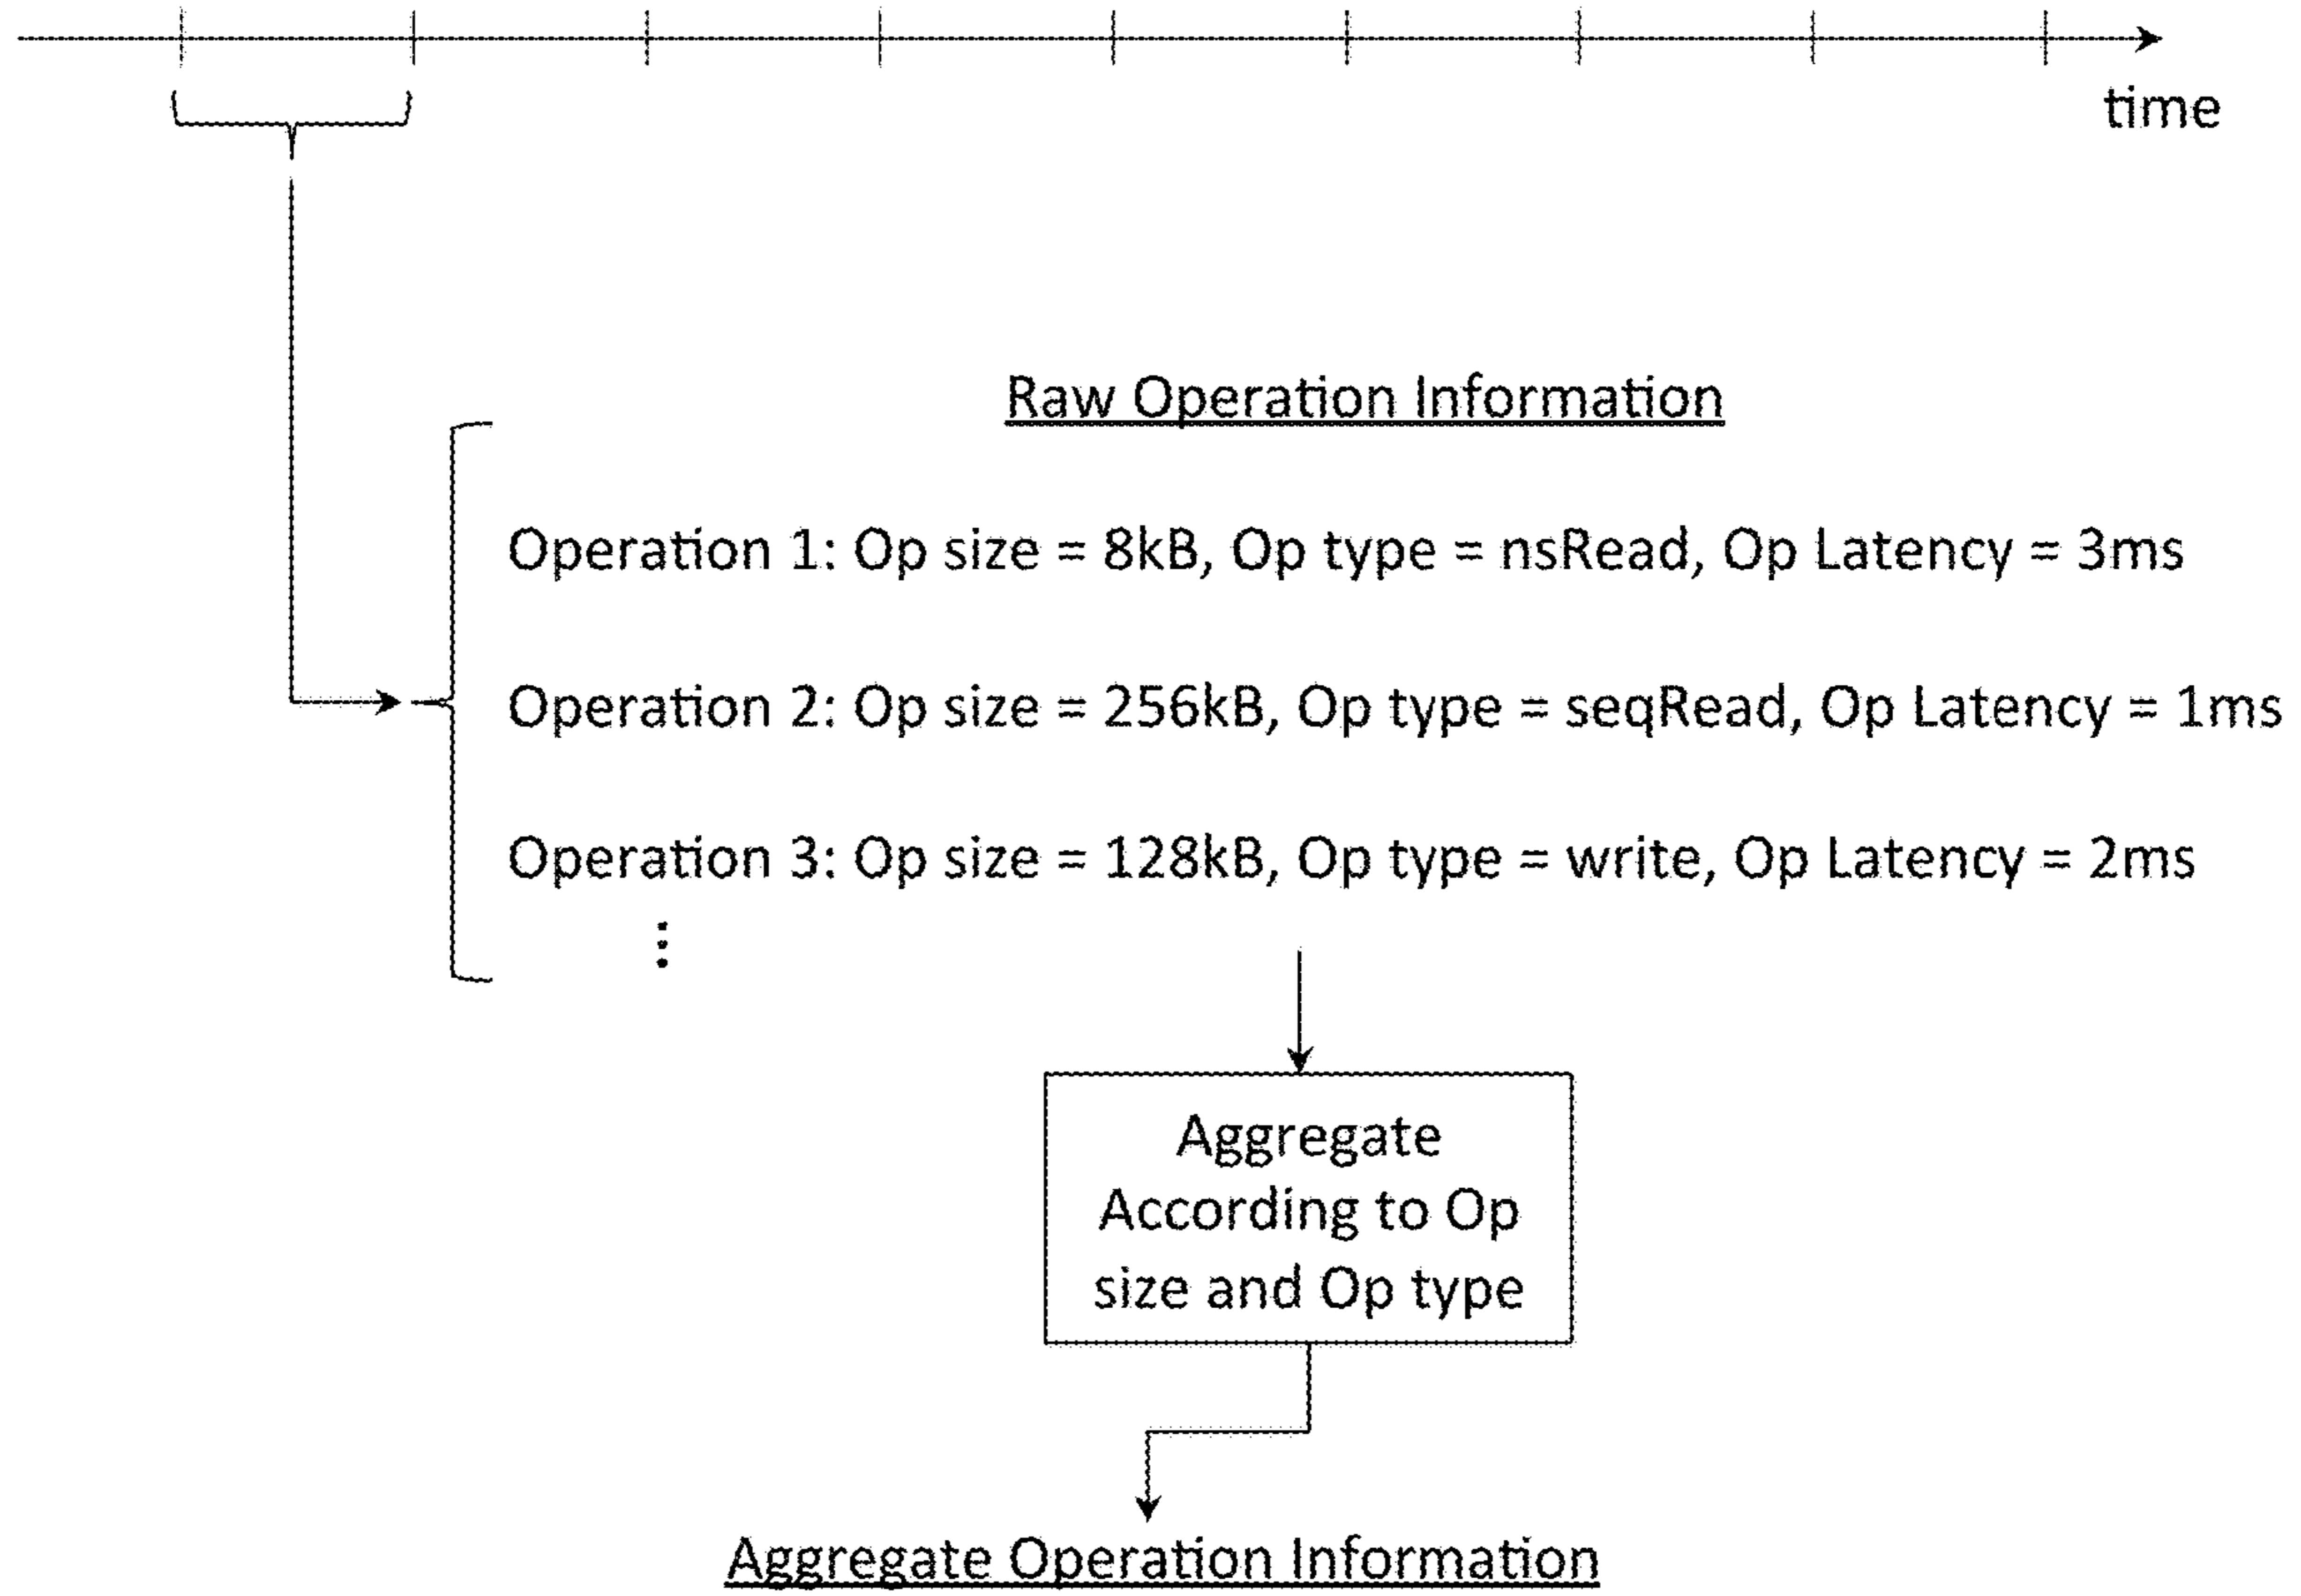 time
Raw Operation Information
Operation 1: Op size = 8kB, Op type = nsRead, Op Latency = 3ms
Operation 2: Op size = 256kB, Op type = seqRead, Op Latency = 1ms
Operation 3: Op size = 128kB, Op type = write, Op Latency = 2ms
⋮
Aggregate
According to Op
size and Op type
Aggregate Operation Information